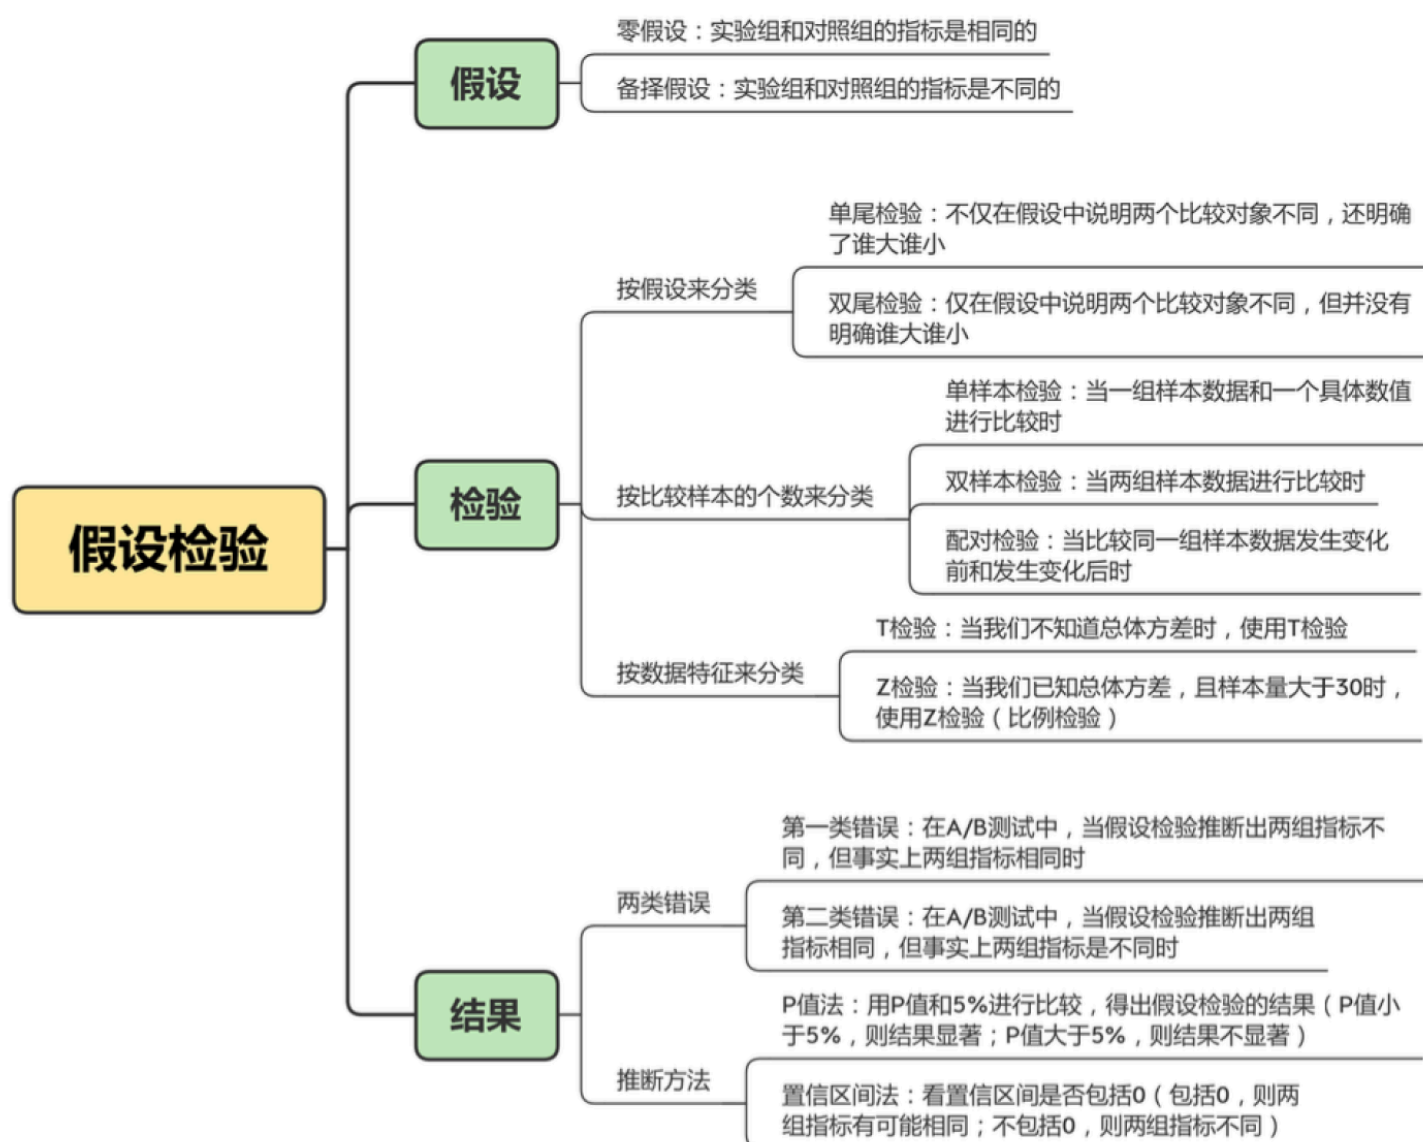 假设检验
假设
零假设：实验组和对照组的指标是相同的
备择假设：实验组和对照组的指标是不同的
检验
按假设来分类
单尾检验：不仅在假设中说明两个比较对象不同，还明确
了谁大谁小
双尾检验：仅在假设中说明两个比较对象不同，但并没有
明确谁大谁小
按比较样本的个数来分类
单样本检验：当一组样本数据和一个具体数值
进行比较时
双样本检验：当两组样本数据进行比较时
配对检验：当比较同一组样本数据发生变化
前和发生变化后时
按数据特征来分类
T检验：当我们不知道总体方差时，使用T检验
Z检验：当我们已知总体方差，且样本量大于30时，
使用Z检验（比例检验）
结果
两类错误
第一类错误：在A/B测试中，当假设检验推断出两组指标不
同，但事实上两组指标相同时
第二类错误：在A/B测试中，当假设检验推断出两组
指标相同，但事实上两组指标是不同时
推断方法
P值法：用P值和5%进行比较，得出假设检验的结果（P值小
于5%，则结果显著；P值大于5%，则结果不显著）
置信区间法：看置信区间是否包括0（包括0，则两
组指标有可能相同；不包括0，则两组指标不同）